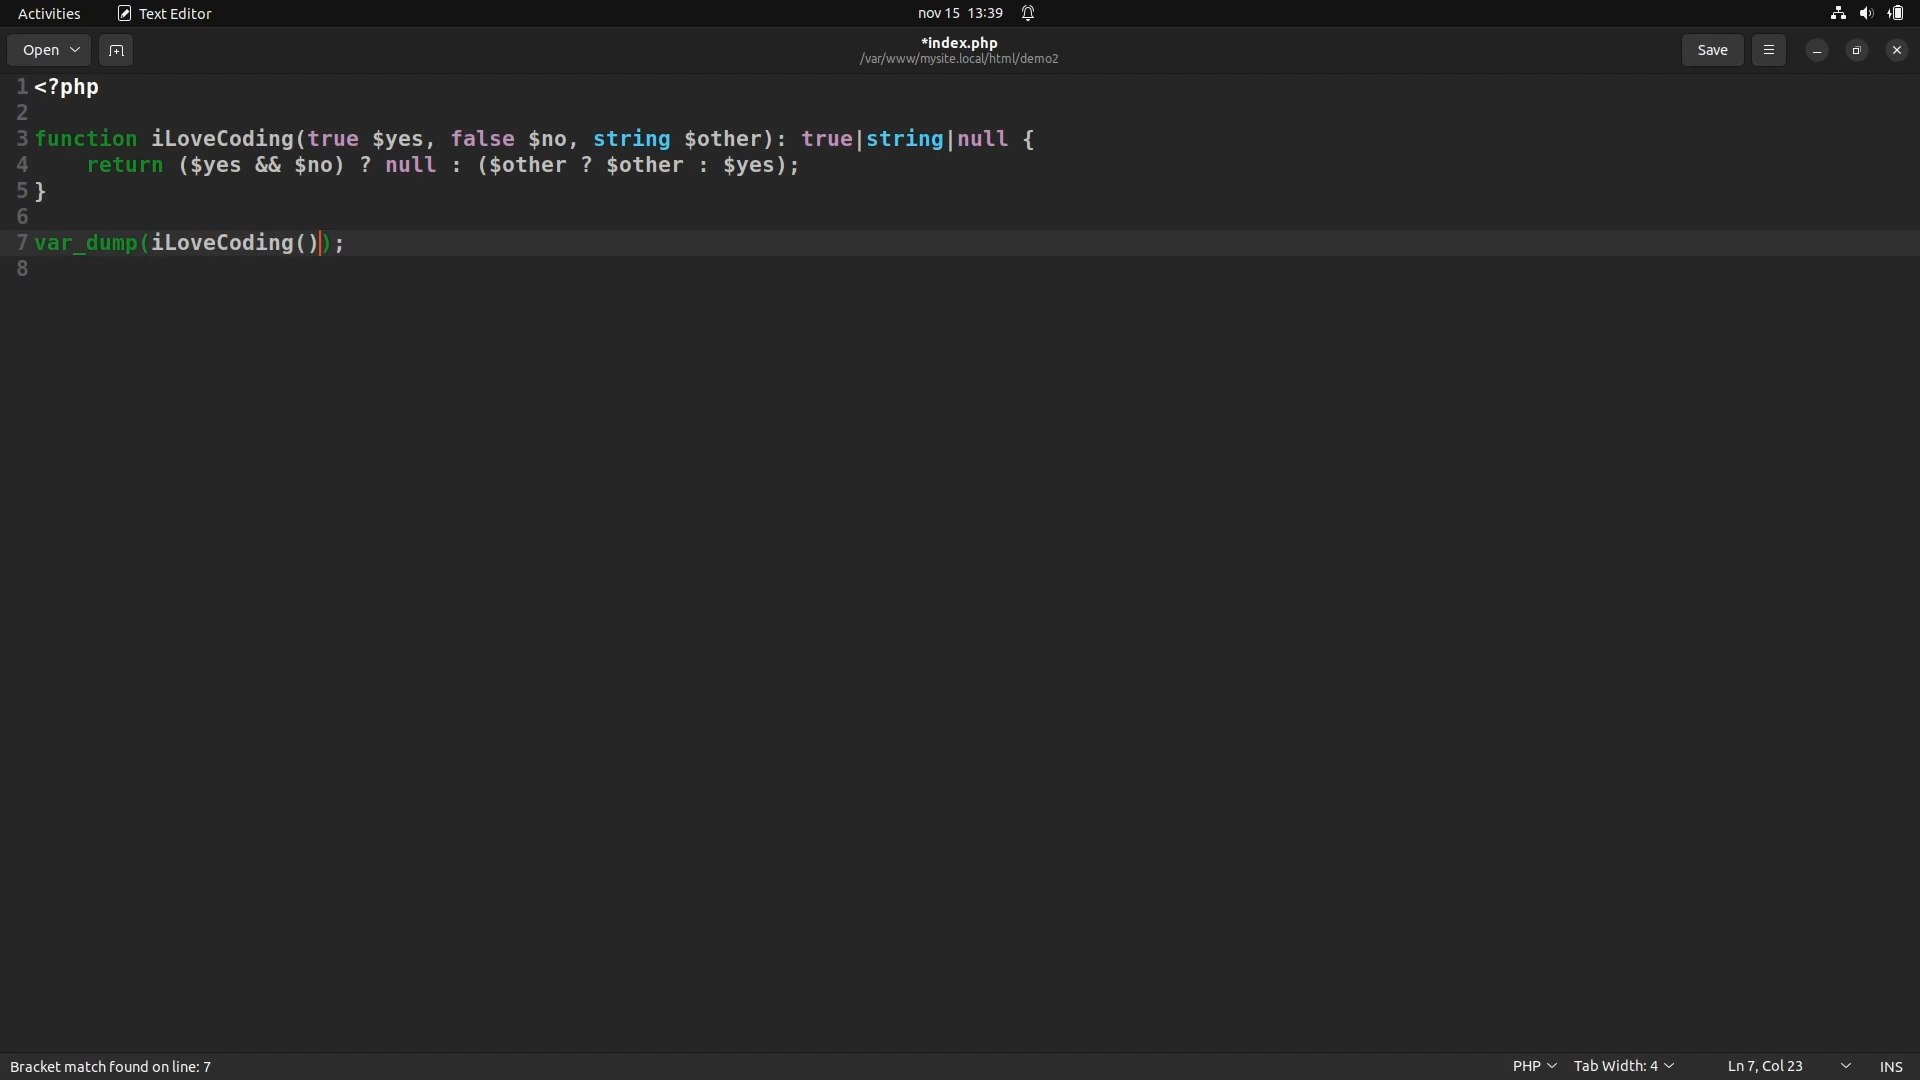 Activities Text Editor nov 15 13:39
Open *index.php Save
/var/www/mysite.local/html/demo2
1 <?php
2
3 function iLoveCoding(true $yes, false $no, string $other): true|string|null {
4     return ($yes && $no) ? null : ($other ? $other : $yes);
5 }
6
7 var_dump(iLoveCoding());
8
Bracket match found on line: 7 PHP Tab Width: 4 Ln 7, Col 23 INS